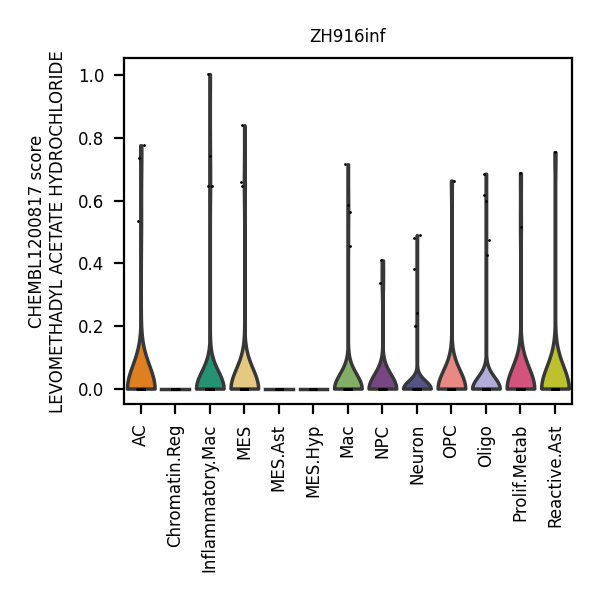 ZH916inf
CHEMBL1200817 score
LEVOMETHADYL ACETATE HYDROCHLORIDE
1.0
0.8
0.6
0.4
0.2
0.0
AC
Chromatin.Reg
Inflammatory.Mac
MES
MES.Ast
MES.Hyp
Mac
NPC
Neuron
OPC
Oligo
Prolif.Metab
Reactive.Ast